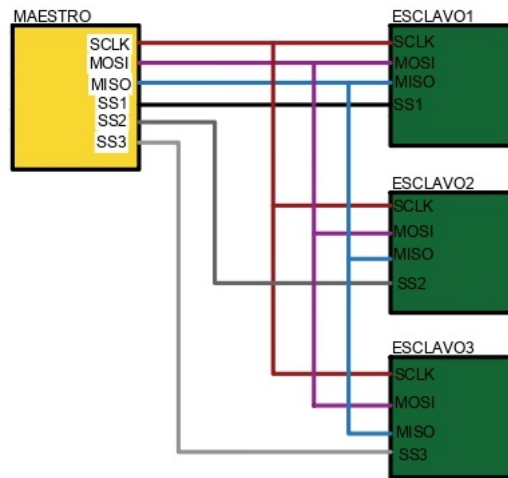 MAESTRO
SCLK
MOSI
MISO
SS1
SS2
SS3
ESCLAVO1
SCLK
MOSI
MISO
SS1
ESCLAVO2
SCLK
MOSI
MISO
SS2
ESCLAVO3
SCLK
MOSI
MISO
SS3